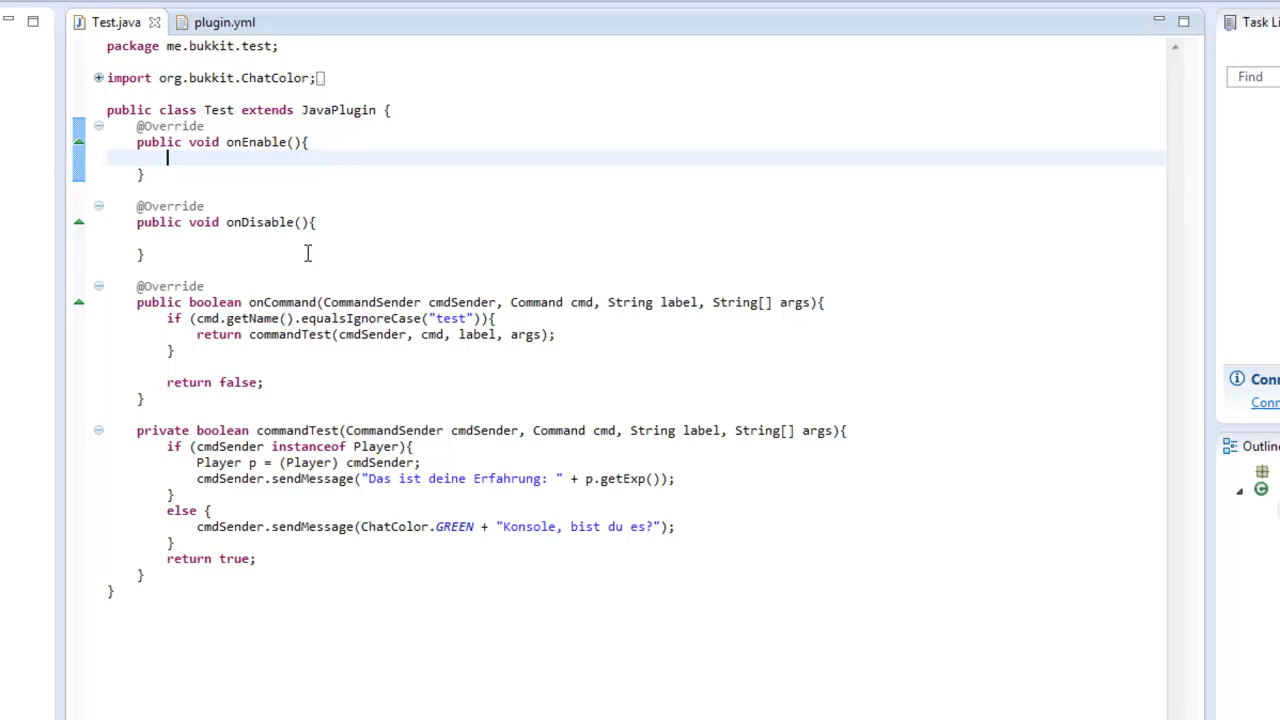 Test.java
plugin.yml
Task Li
package me.bukkit.test;
Find
import org.bukkit.ChatColor;
public class Test extends JavaPlugin {
@Override
public void onEnable(){
}
@Override
public void onDisable(){
}
@Override
public boolean onCommand(CommandSender cmdSender, Command cmd, String label, String[] args){
if (cmd.getName().equalsIgnoreCase("test")){
return commandTest(cmdSender, cmd, label, args);
}
return false;
}
private boolean commandTest(CommandSender cmdSender, Command cmd, String label, String[] args){
if (cmdSender instanceof Player){
Player p = (Player) cmdSender;
cmdSender.sendMessage("Das ist deine Erfahrung: " + p.getExp());
}
else {
cmdSender.sendMessage(ChatColor.GREEN + "Konsole, bist du es?");
}
return true;
}
}
Conn
Conn
Outline